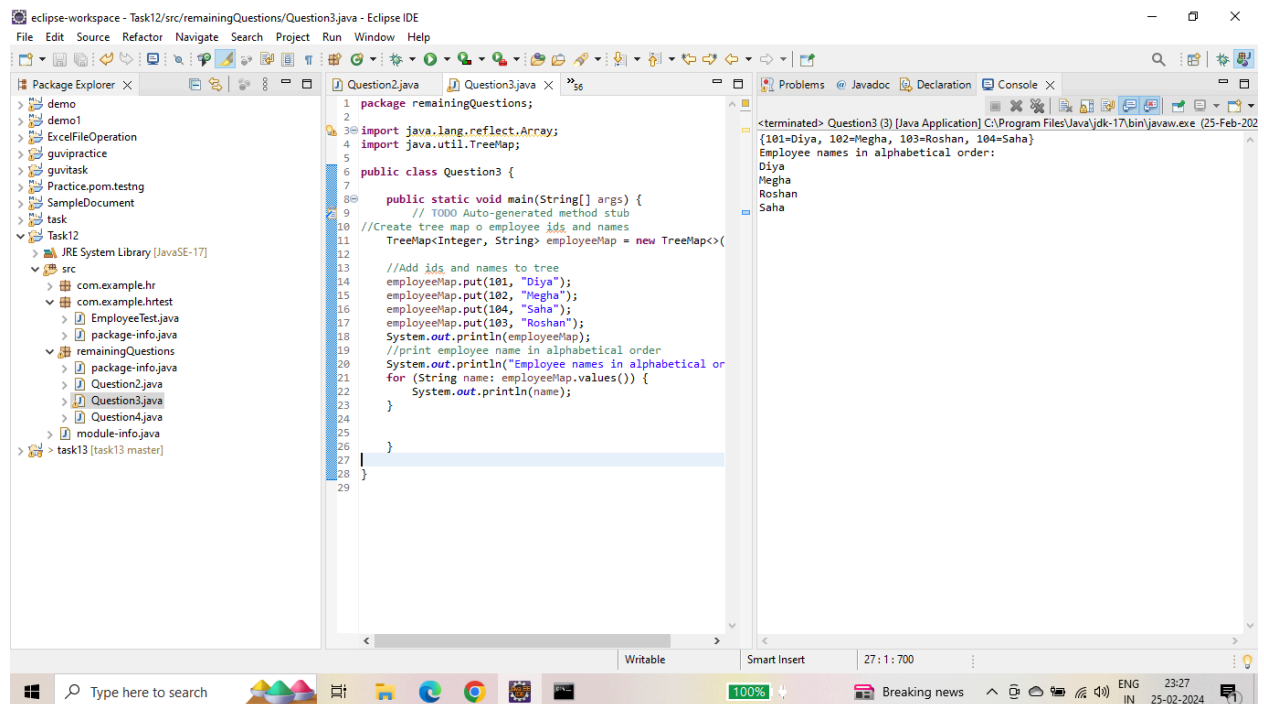 eclipse-workspace - Task12/src/remainingQuestions/Question3.java - Eclipse IDE
File Edit Source Refactor Navigate Search Project Run Window Help
Package Explorer
demo
demo1
ExcelFileOperation
guvipractice
guvitask
Practice.pom.testng
SampleDocument
task
Task12
JRE System Library [JavaSE-17]
src
com.example.hr
com.example.hrtest
EmployeeTest.java
package-info.java
remainingQuestions
package-info.java
Question2.java
Question3.java
Question4.java
module-info.java
> task13 [task13 master]
Question2.java Question3.java »56
1 package remainingQuestions;
2
3 import java.lang.reflect.Array;
4 import java.util.TreeMap;
5
6 public class Question3 {
7
8 public static void main(String[] args) {
9 // TODO Auto-generated method stub
10 //Create tree map o employee ids and names
11 TreeMap<Integer, String> employeeMap = new TreeMap<>(
12
13 //Add ids and names to tree
14 employeeMap.put(101, "Diya");
15 employeeMap.put(102, "Megha");
16 employeeMap.put(104, "Saha");
17 employeeMap.put(103, "Roshan");
18 System.out.println(employeeMap);
19 //print employee name in alphabetical order
20 System.out.println("Employee names in alphabetical or
21 for (String name: employeeMap.values()) {
22 System.out.println(name);
23 }
24
25
26 }
27
28 }
29
Problems @ Javadoc Declaration Console
<terminated> Question3 (3) [Java Application] C:\Program Files\Java\jdk-17\bin\javaw.exe (25-Feb-202
{101=Diya, 102=Megha, 103=Roshan, 104=Saha}
Employee names in alphabetical order:
Diya
Megha
Roshan
Saha
Writable Smart Insert 27 : 1 : 700
Type here to search
100% Breaking news ENG IN 23:27 25-02-2024